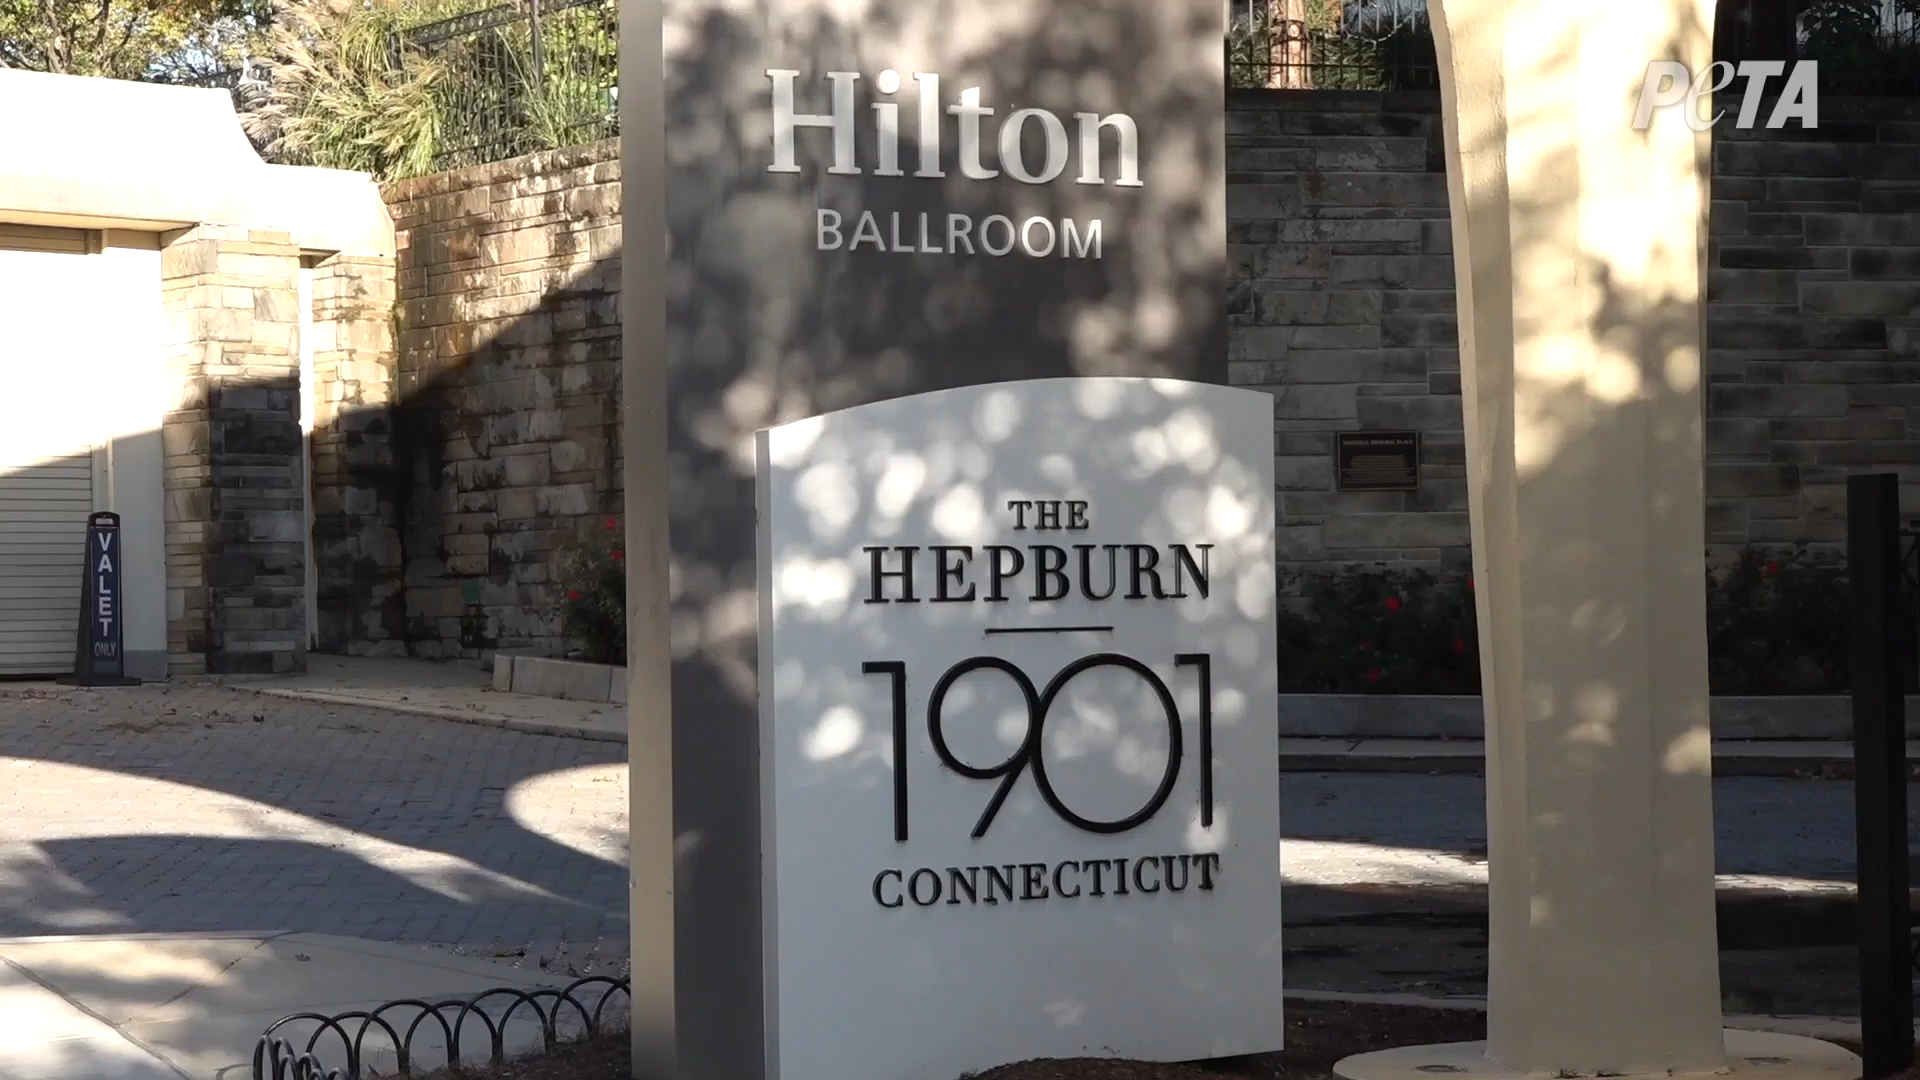 Hilton
BALLROOM
PeTA
THE
HEPBURN
1901
CONNECTICUT
VALET
ONLY